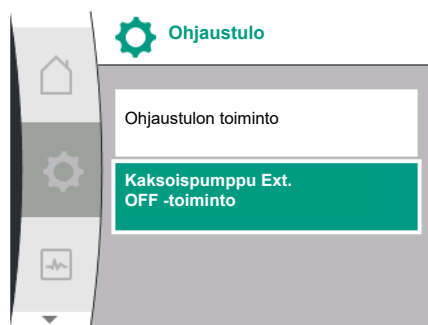 Ohjaustulo
Ohjaustulon toiminto
Kaksoispumppu Ext.
OFF -toiminto